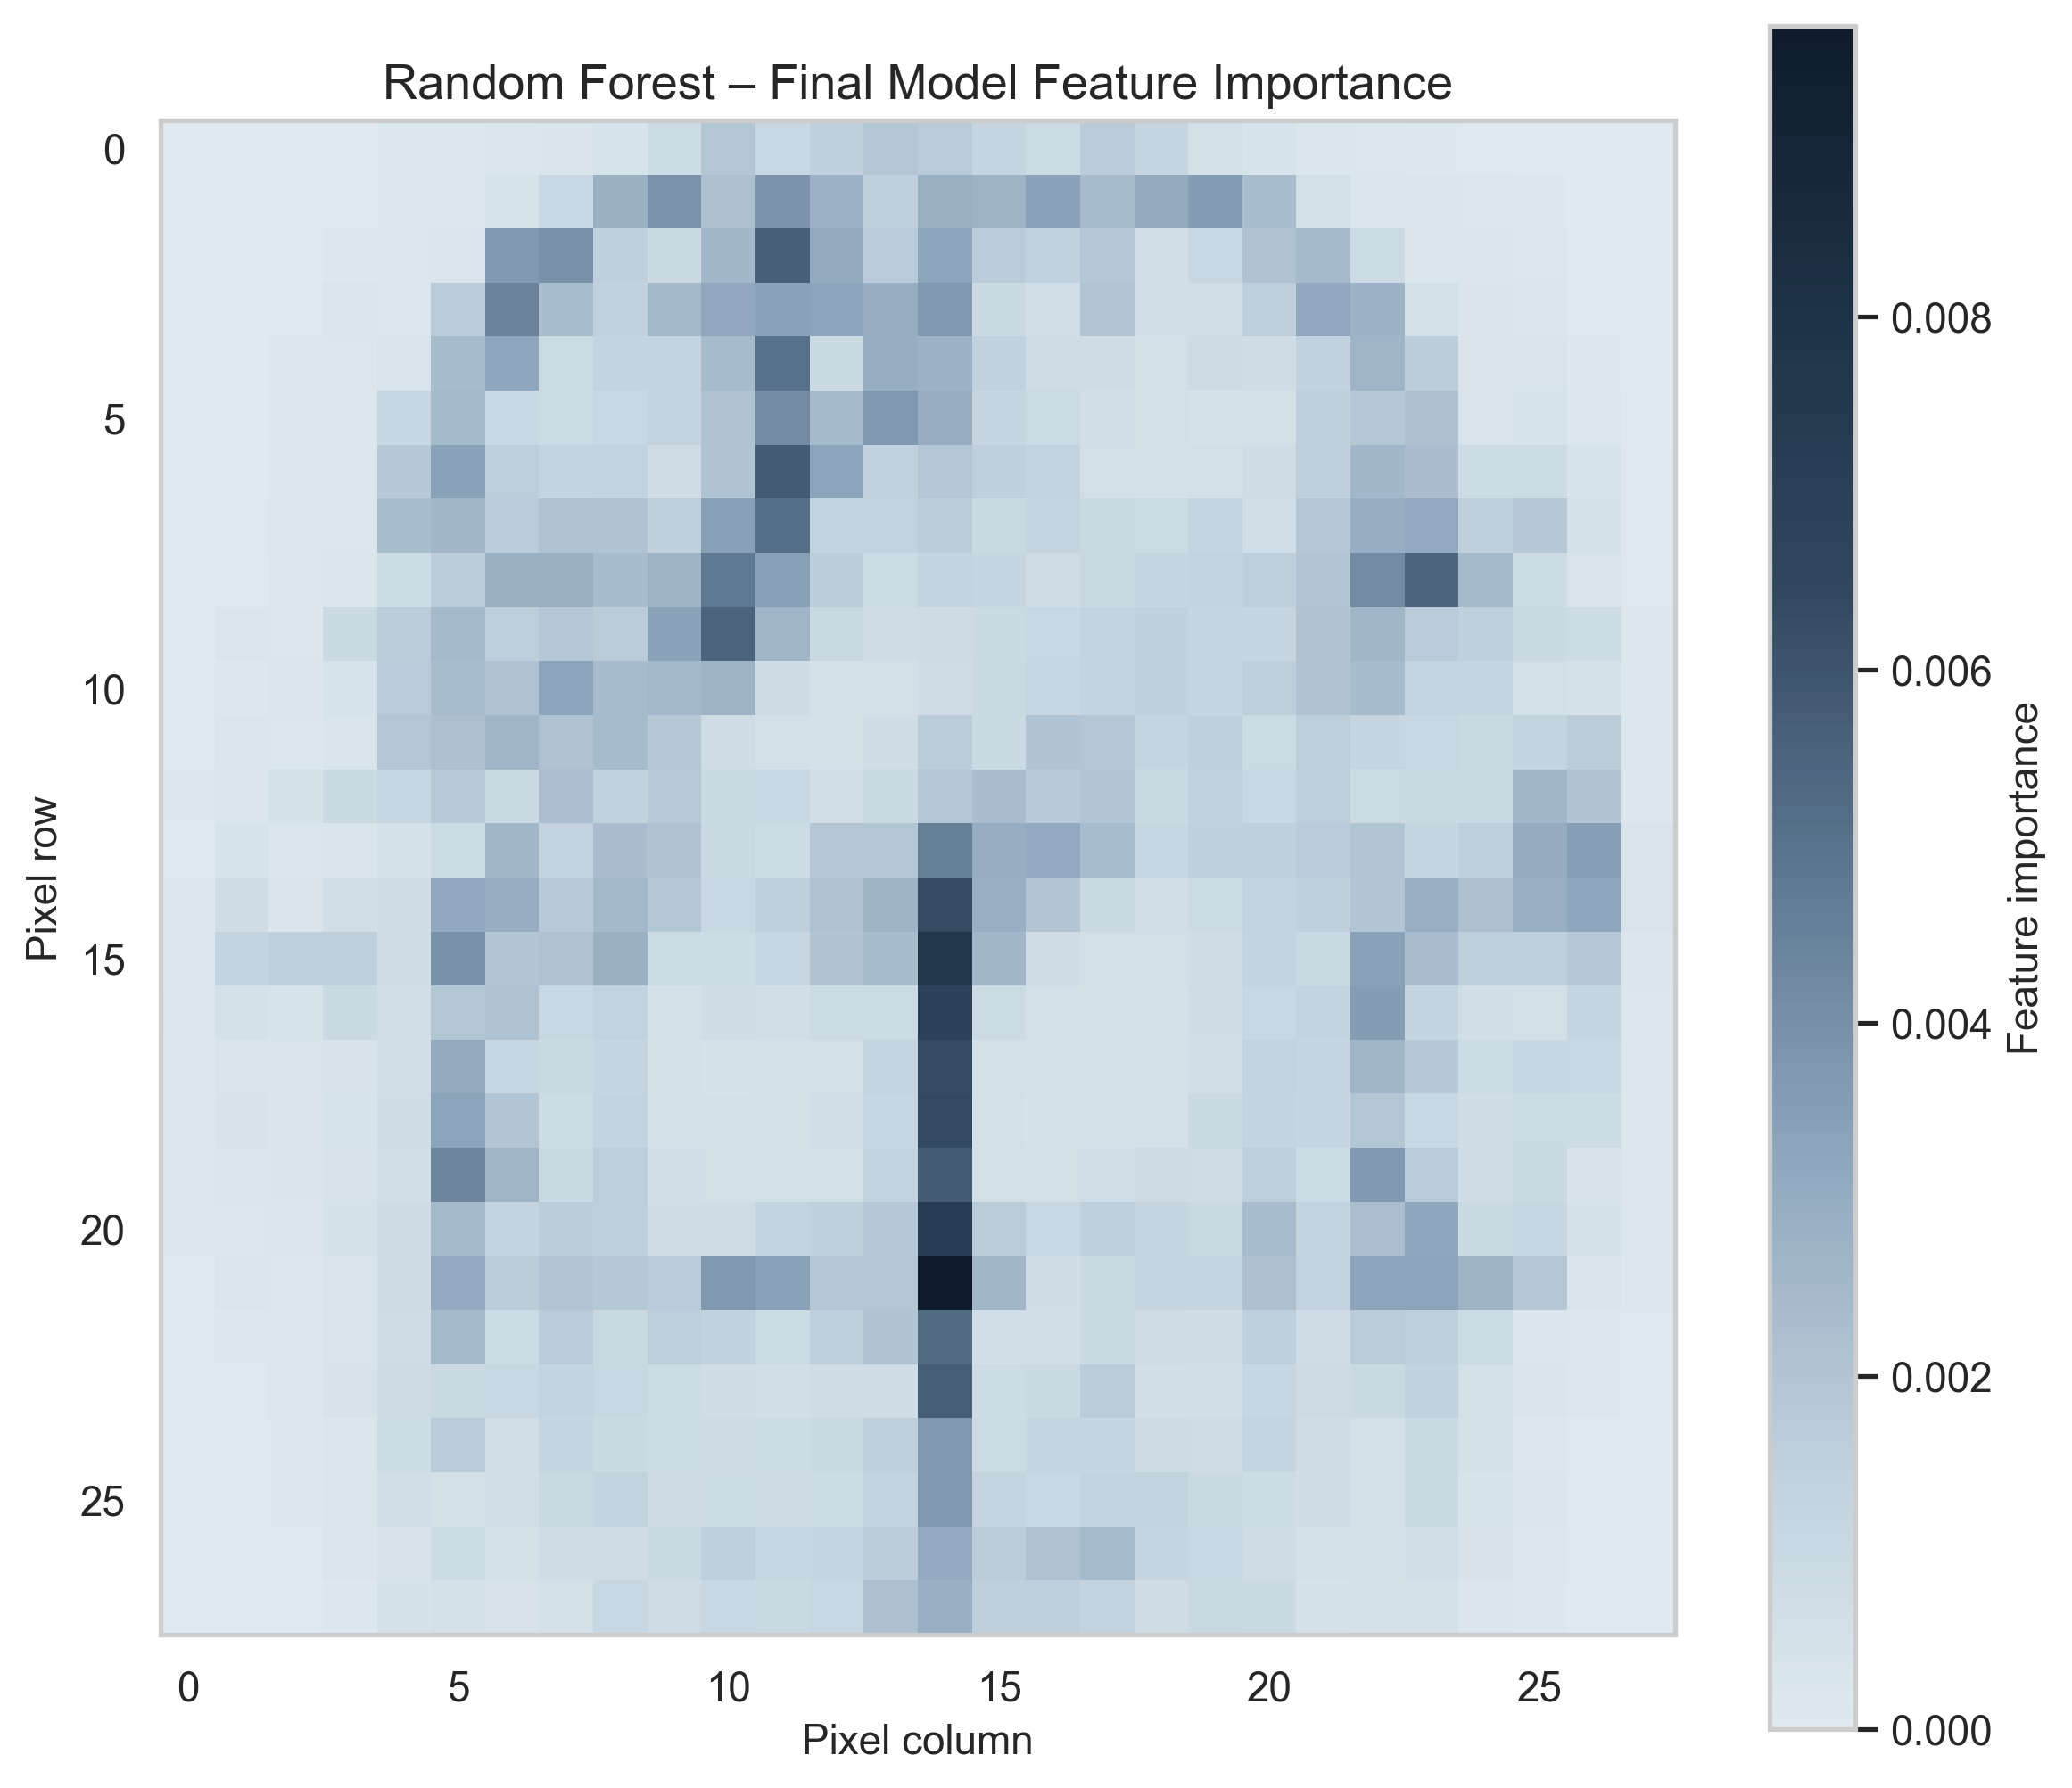 Random Forest – Final Model Feature Importance
0
5
10
15
20
25
Pixel row
0 5 10 15 20 25
Pixel column
0.008
0.006
0.004
0.002
0.000
Feature importance